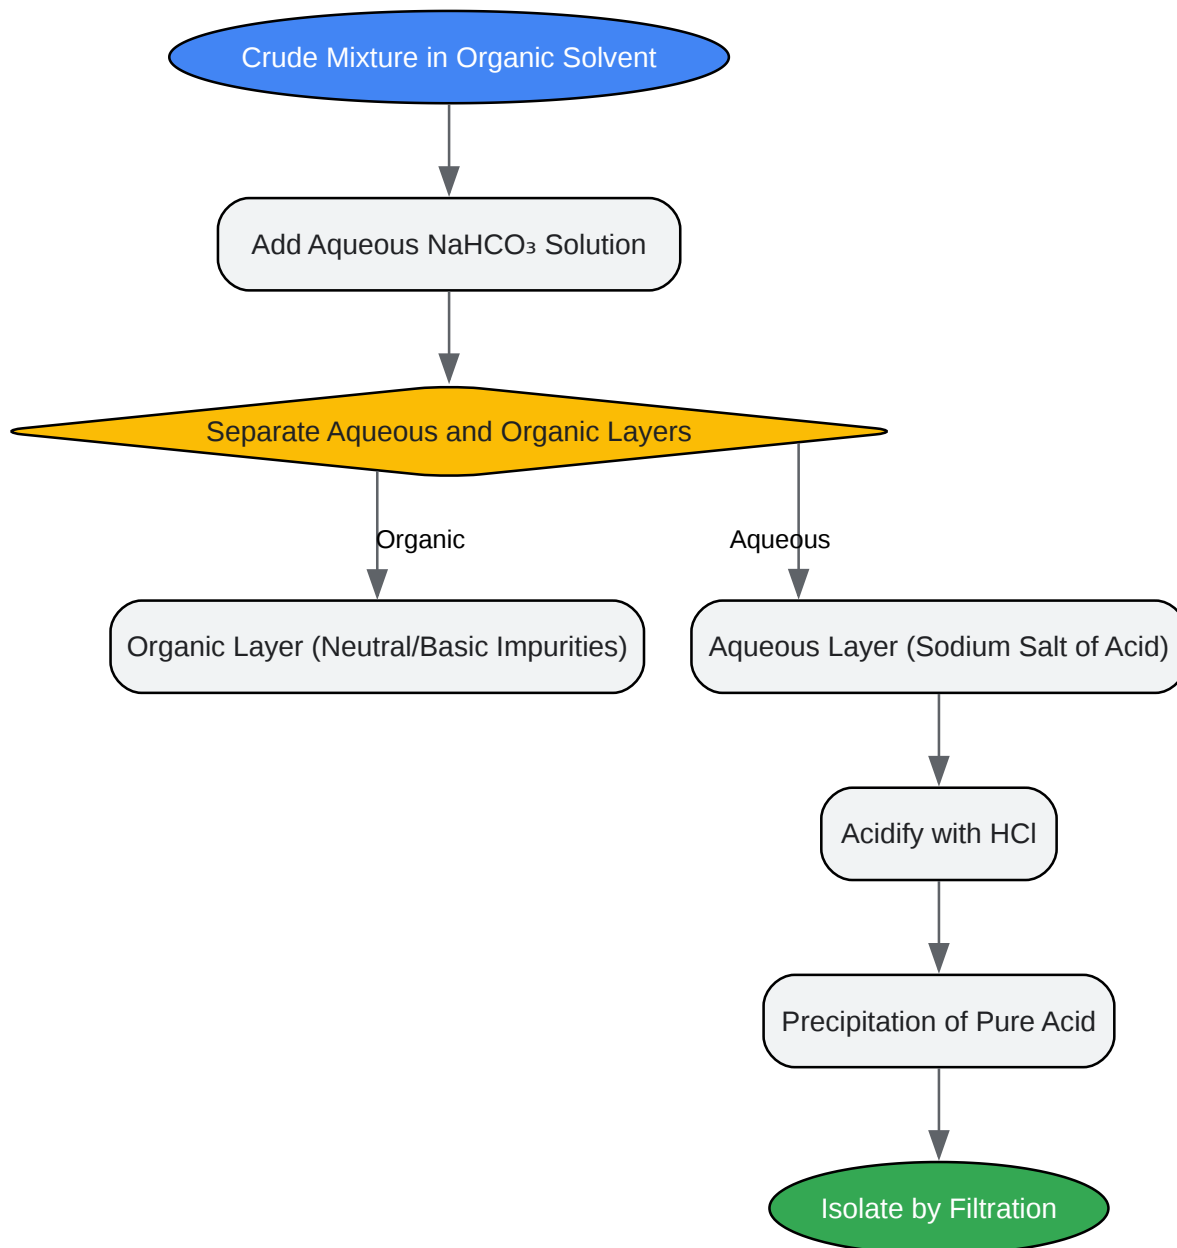 Crude Mixture in Organic Solvent
Add Aqueous NaHCO₃ Solution
Separate Aqueous and Organic Layers
Organic
Aqueous
Organic Layer (Neutral/Basic Impurities)
Aqueous Layer (Sodium Salt of Acid)
Acidify with HCl
Precipitation of Pure Acid
Isolate by Filtration